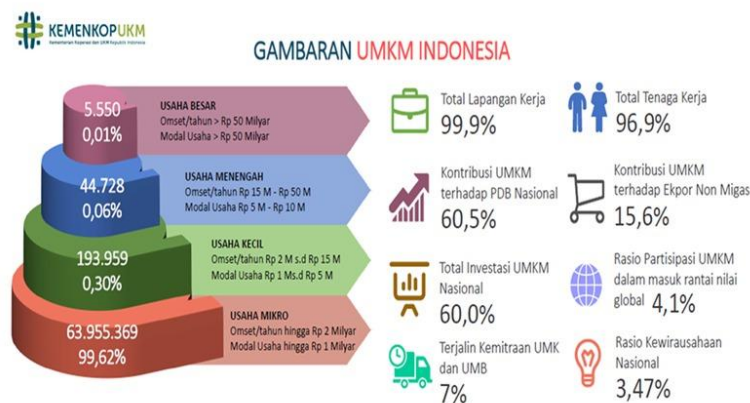 KEMENKOPUKM
Kementerian Koperasi dan UKM Republik Indonesia
GAMBARAN UMKM INDONESIA
5.550
0,01%
USAHA BESAR
Omset/tahun > Rp 50 Milyar
Modal Usaha > Rp 50 Milyar
44.728
0,06%
USAHA MENENGAH
Omset/tahun Rp 15 M - Rp 50 M
Modal Usaha Rp 5 M - Rp 10 M
193.959
0,30%
USAHA KECIL
Omset/tahun Rp 2 M s.d Rp 15 M
Modal Usaha Rp 1 Ms.d Rp 5 M
63.955.369
99,62%
USAHA MIKRO
Omset/tahun hingga Rp 2 Milyar
Modal Usaha hingga Rp 1 Milyar
Total Lapangan Kerja
99,9%
Total Tenaga Kerja
96,9%
Kontribusi UMKM
terhadap PDB Nasional
60,5%
Kontribusi UMKM
terhadap Ekpor Non Migas
15,6%
Total Investasi UMKM
Nasional
60,0%
Rasio Partisipasi UMKM
dalam masuk rantai nilai
global 4,1%
Terjalin Kemitraan UMK
dan UMB
7%
Rasio Kewirausahaan
Nasional
3,47%